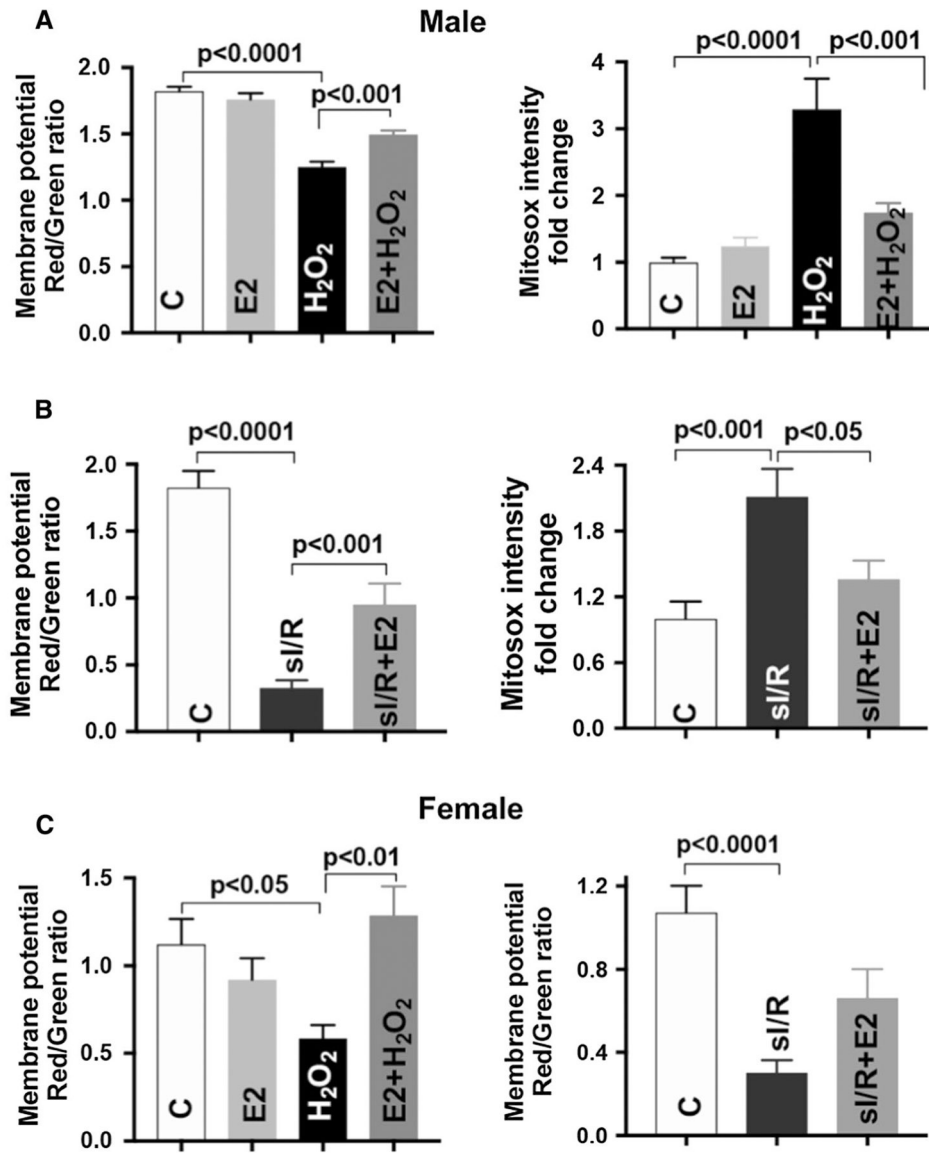 A
Male
Membrane potential
Red/Green ratio
2.0
1.5
1.0
0.5
0.0
p<0.0001
p<0.001
C
E2
H₂O₂
E2+H₂O₂
Mitosox intensity
fold change
4
3
2
1
0
p<0.0001
p<0.001
C
E2
H₂O₂
E2+H₂O₂
B
Membrane potential
Red/Green ratio
2.0
1.5
1.0
0.5
0.0
p<0.0001
p<0.001
C
sI/R
sI/R+E2
Mitosox intensity
fold change
2.4
1.8
1.2
0.6
0.0
p<0.001
p<0.05
C
sI/R
sI/R+E2
C
Female
Membrane potential
Red/Green ratio
1.5
1.0
0.5
0.0
p<0.05
p<0.01
C
E2
H₂O₂
E2+H₂O₂
Membrane potential
Red/Green ratio
1.2
0.8
0.4
0.0
p<0.0001
C
sI/R
sI/R+E2